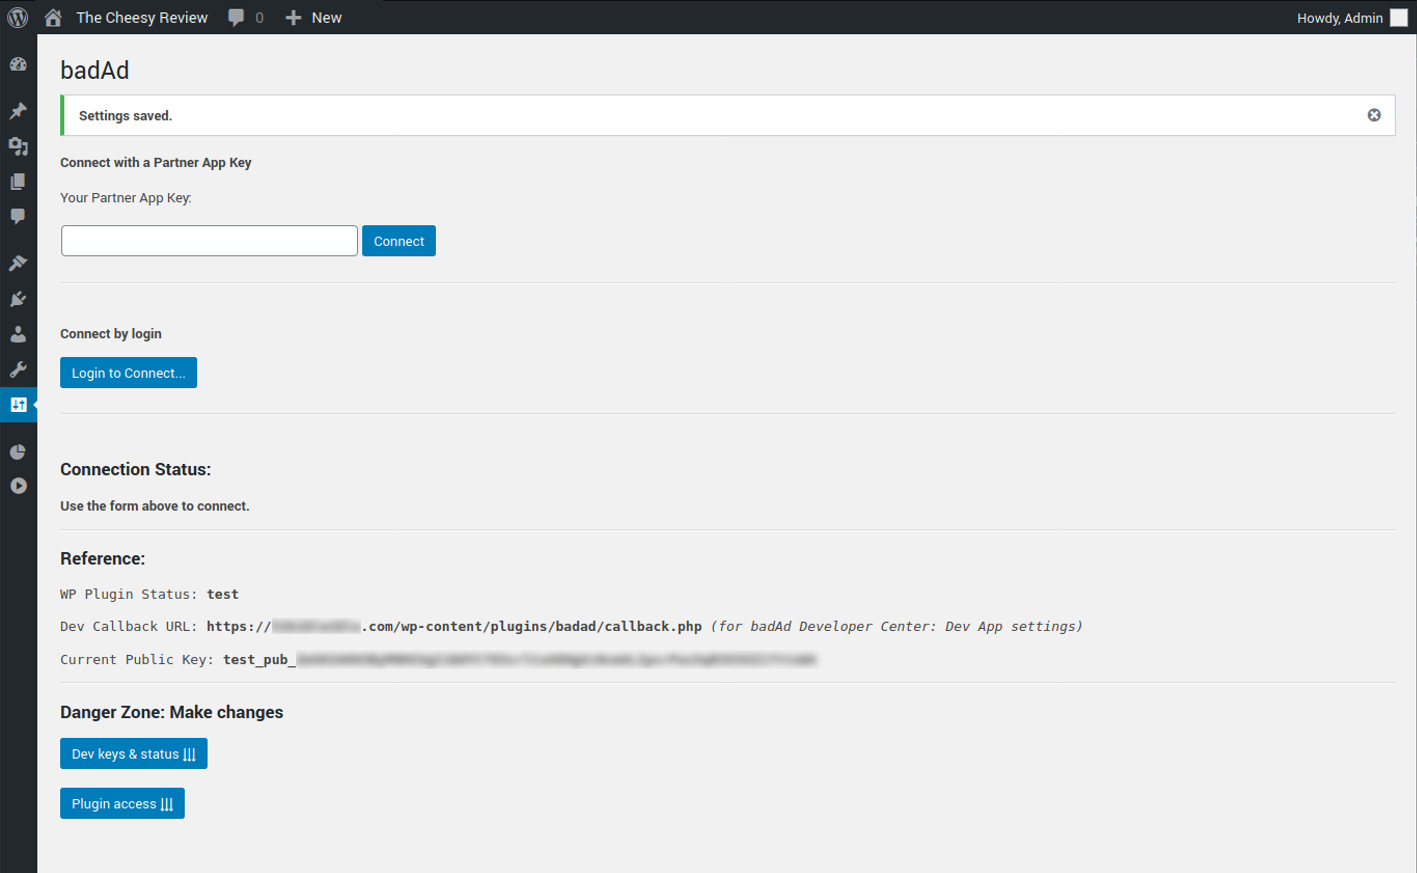 The Cheesy Review 0 New Howdy, Admin
badAd
Settings saved.
Connect with a Partner App Key
Your Partner App Key:
Connect
Connect by login
Login to Connect...
Connection Status:
Use the form above to connect.
Reference:
WP Plugin Status: test
Dev Callback URL: https:// .com/wp-content/plugins/badad/callback.php (for badAd Developer Center: Dev App settings)
Current Public Key: test_pub_
Danger Zone: Make changes
Dev keys & status
Plugin access